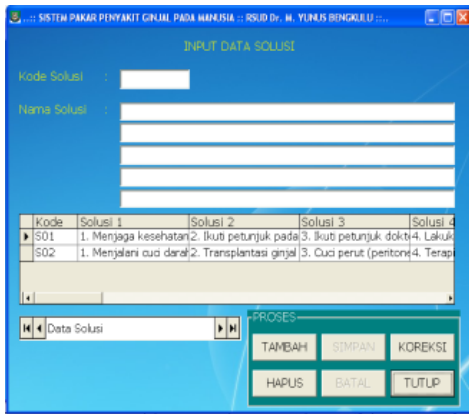 ..:: SISTEM PAKAR PENYAKIT GINJAL PADA MANUSIA :: RSUD Dr. M. YUNUS BENGKULU ::...
INPUT DATA SOLUSI
Kode Solusi :
Nama Solusi :
Kode Solusi 1 Solusi 2 Solusi 3 Solusi 4
S01 1. Menjaga kesehatan 2. Ikuti petunjuk pada 3. Ikuti petunjuk dokt 4. Lakuk
S02 1. Menjalani cuci darah 2. Transplantasi ginjal 3. Cuci perut (peritone 4. Terapi
Data Solusi
PROSES
TAMBAH SIMPAN KOREKSI
HAPUS BATAL TUTUP